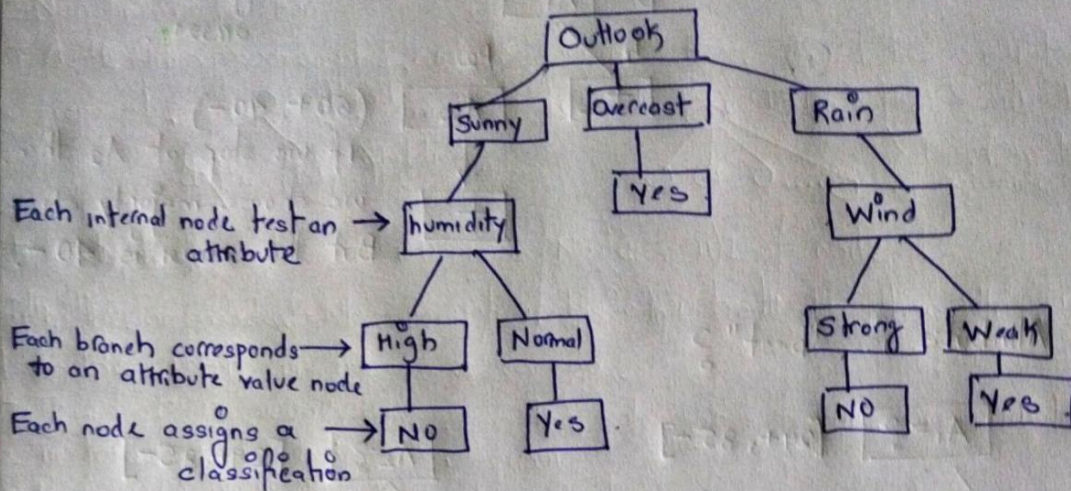 Outlook
Sunny
Overcast
Rain
Yes
Each internal node test an → humidity
attribute
Wind
Each branch corresponds → High
to an attribute value node
Normal
Strong
Weak
Each node assigns a → NO
classification
Yes
NO
Yes